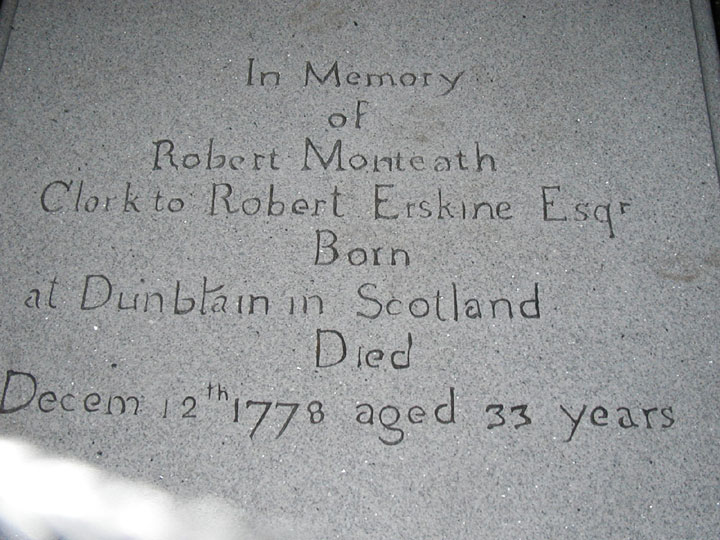 In Memory
of
Robert Monteath
Clork to Robert Erskine Esqr
Born
at Dunblain in Scotland
Died
Decem 12th 1778 aged 33 years